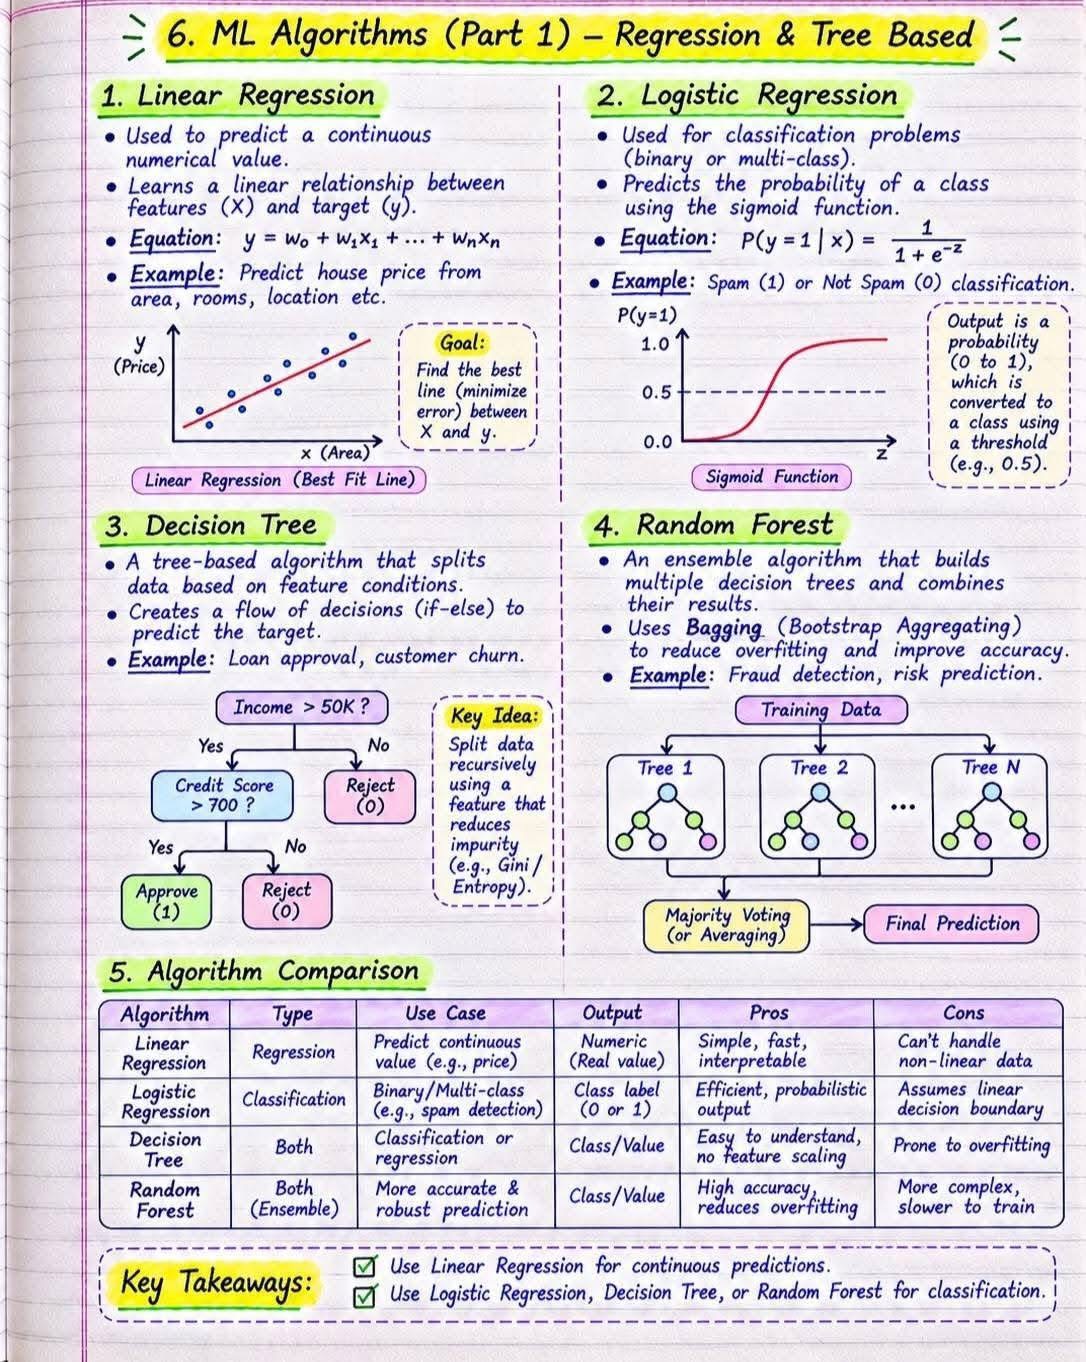 6. ML Algorithms (Part 1) – Regression & Tree Based
1. Linear Regression
• Used to predict a continuous
numerical value.
• Learns a linear relationship between
features (X) and target (y).
• Equation: y = w₀ + w₁x₁ + ... + wₙxₙ
• Example: Predict house price from
area, rooms, location etc.
y
(Price)
x (Area)
Goal:
Find the best
line (minimize
error) between
X and y.
Linear Regression (Best Fit Line)
2. Logistic Regression
• Used for classification problems
(binary or multi-class).
• Predicts the probability of a class
using the sigmoid function.
• Equation: P(y = 1 | x) = 1 / (1 + e⁻ᶻ)
• Example: Spam (1) or Not Spam (0) classification.
P(y=1)
1.0
0.5
0.0
z
Sigmoid Function
Output is a
probability
(0 to 1),
which is
converted to
a class using
a threshold
(e.g., 0.5).
3. Decision Tree
• A tree-based algorithm that splits
data based on feature conditions.
• Creates a flow of decisions (if-else) to
predict the target.
• Example: Loan approval, customer churn.
Income > 50K ?
Yes
No
Credit Score
> 700 ?
Reject
(0)
Yes
No
Approve
(1)
Reject
(0)
Key Idea:
Split data
recursively
using a
feature that
reduces
impurity
(e.g., Gini /
Entropy).
4. Random Forest
• An ensemble algorithm that builds
multiple decision trees and combines
their results.
• Uses Bagging (Bootstrap Aggregating)
to reduce overfitting and improve accuracy.
• Example: Fraud detection, risk prediction.
Training Data
Tree 1
Tree 2
...
Tree N
Majority Voting
(or Averaging)
Final Prediction
5. Algorithm Comparison
Algorithm Type Use Case Output Pros Cons
Linear
Regression
Regression
Predict continuous
value (e.g., price)
Numeric
(Real value)
Simple, fast,
interpretable
Can't handle
non-linear data
Logistic
Regression
Classification
Binary/Multi-class
(e.g., spam detection)
Class label
(0 or 1)
Efficient, probabilistic
output
Assumes linear
decision boundary
Decision
Tree
Both
Classification or
regression
Class/Value
Easy to understand,
no feature scaling
Prone to overfitting
Random
Forest
Both
(Ensemble)
More accurate &
robust prediction
Class/Value
High accuracy,
reduces overfitting
More complex,
slower to train
Key Takeaways:
☑ Use Linear Regression for continuous predictions.
☑ Use Logistic Regression, Decision Tree, or Random Forest for classification.